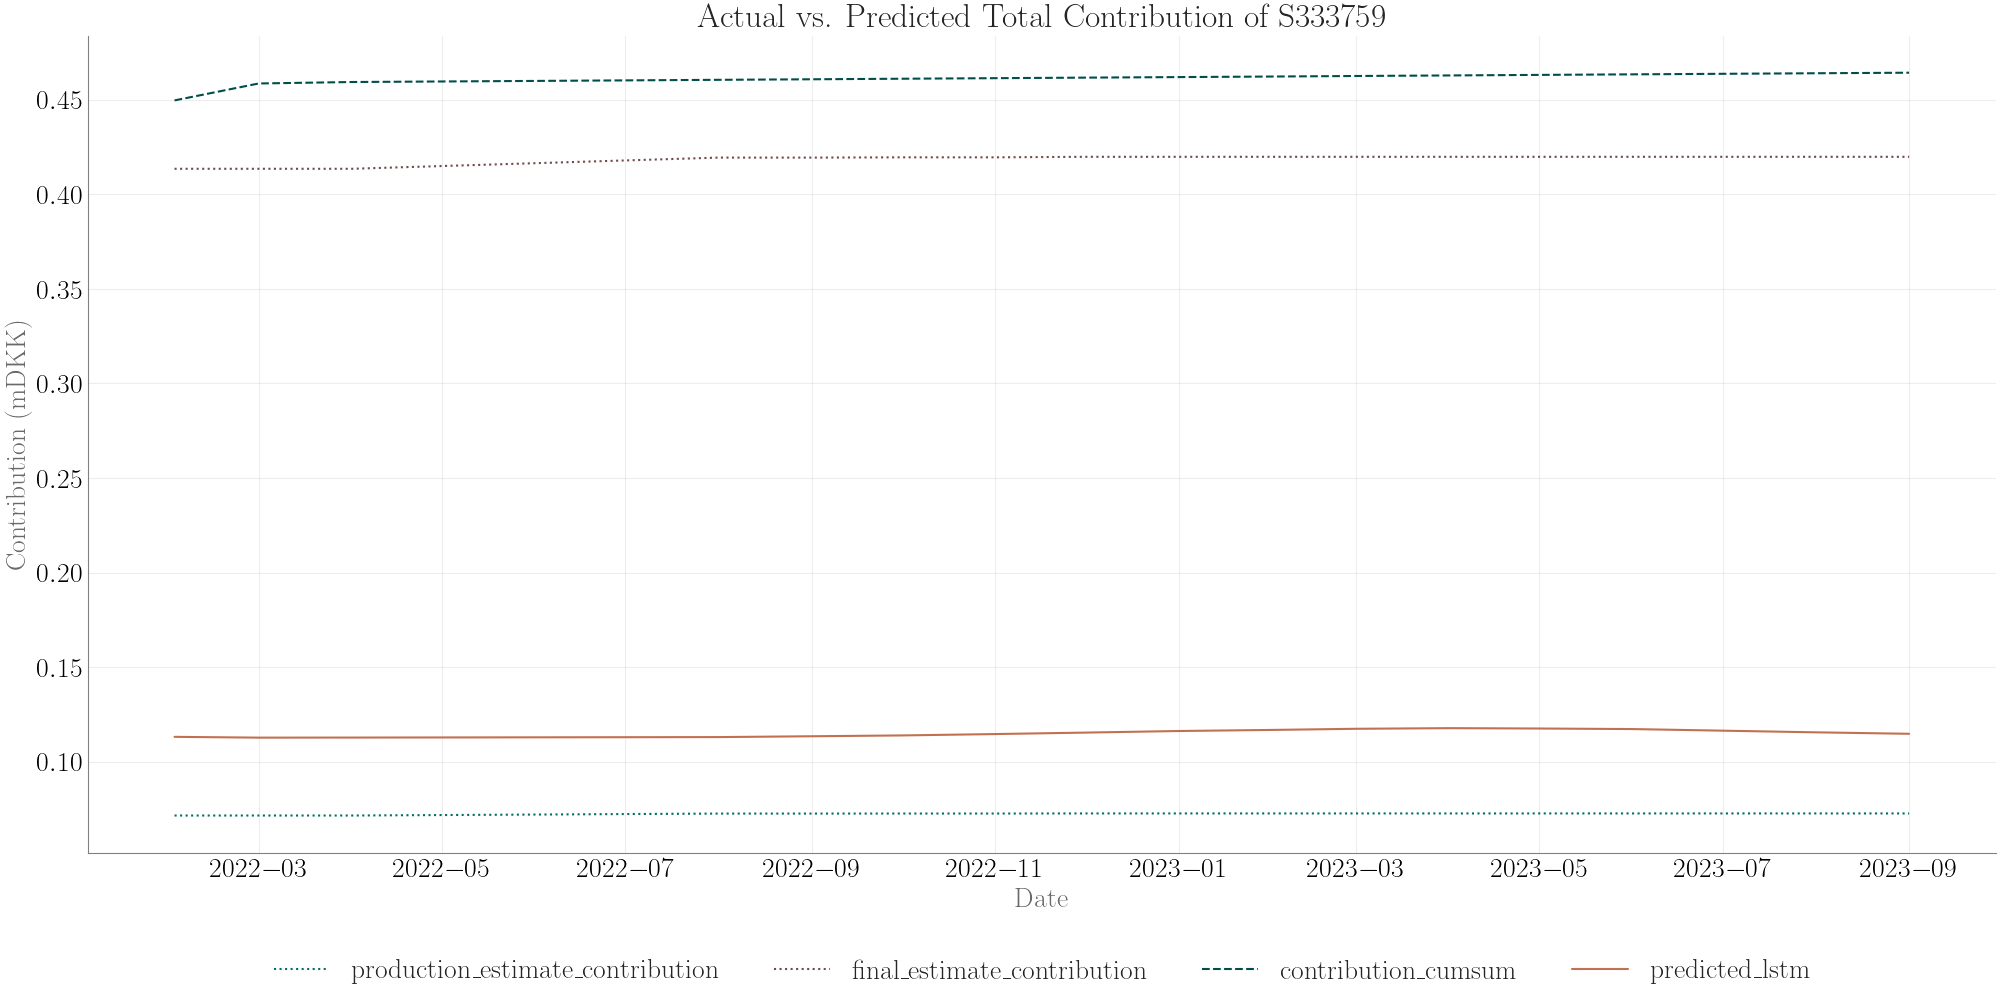 Actual vs. Predicted Total Contribution of S333759
Contribution (mDKK)
0.45
0.40
0.35
0.30
0.25
0.20
0.15
0.10
2022−03 2022−05 2022−07 2022−09 2022−11 2023−01 2023−03 2023−05 2023−07 2023−09
Date
production_estimate_contribution final_estimate_contribution contribution_cumsum predicted_lstm